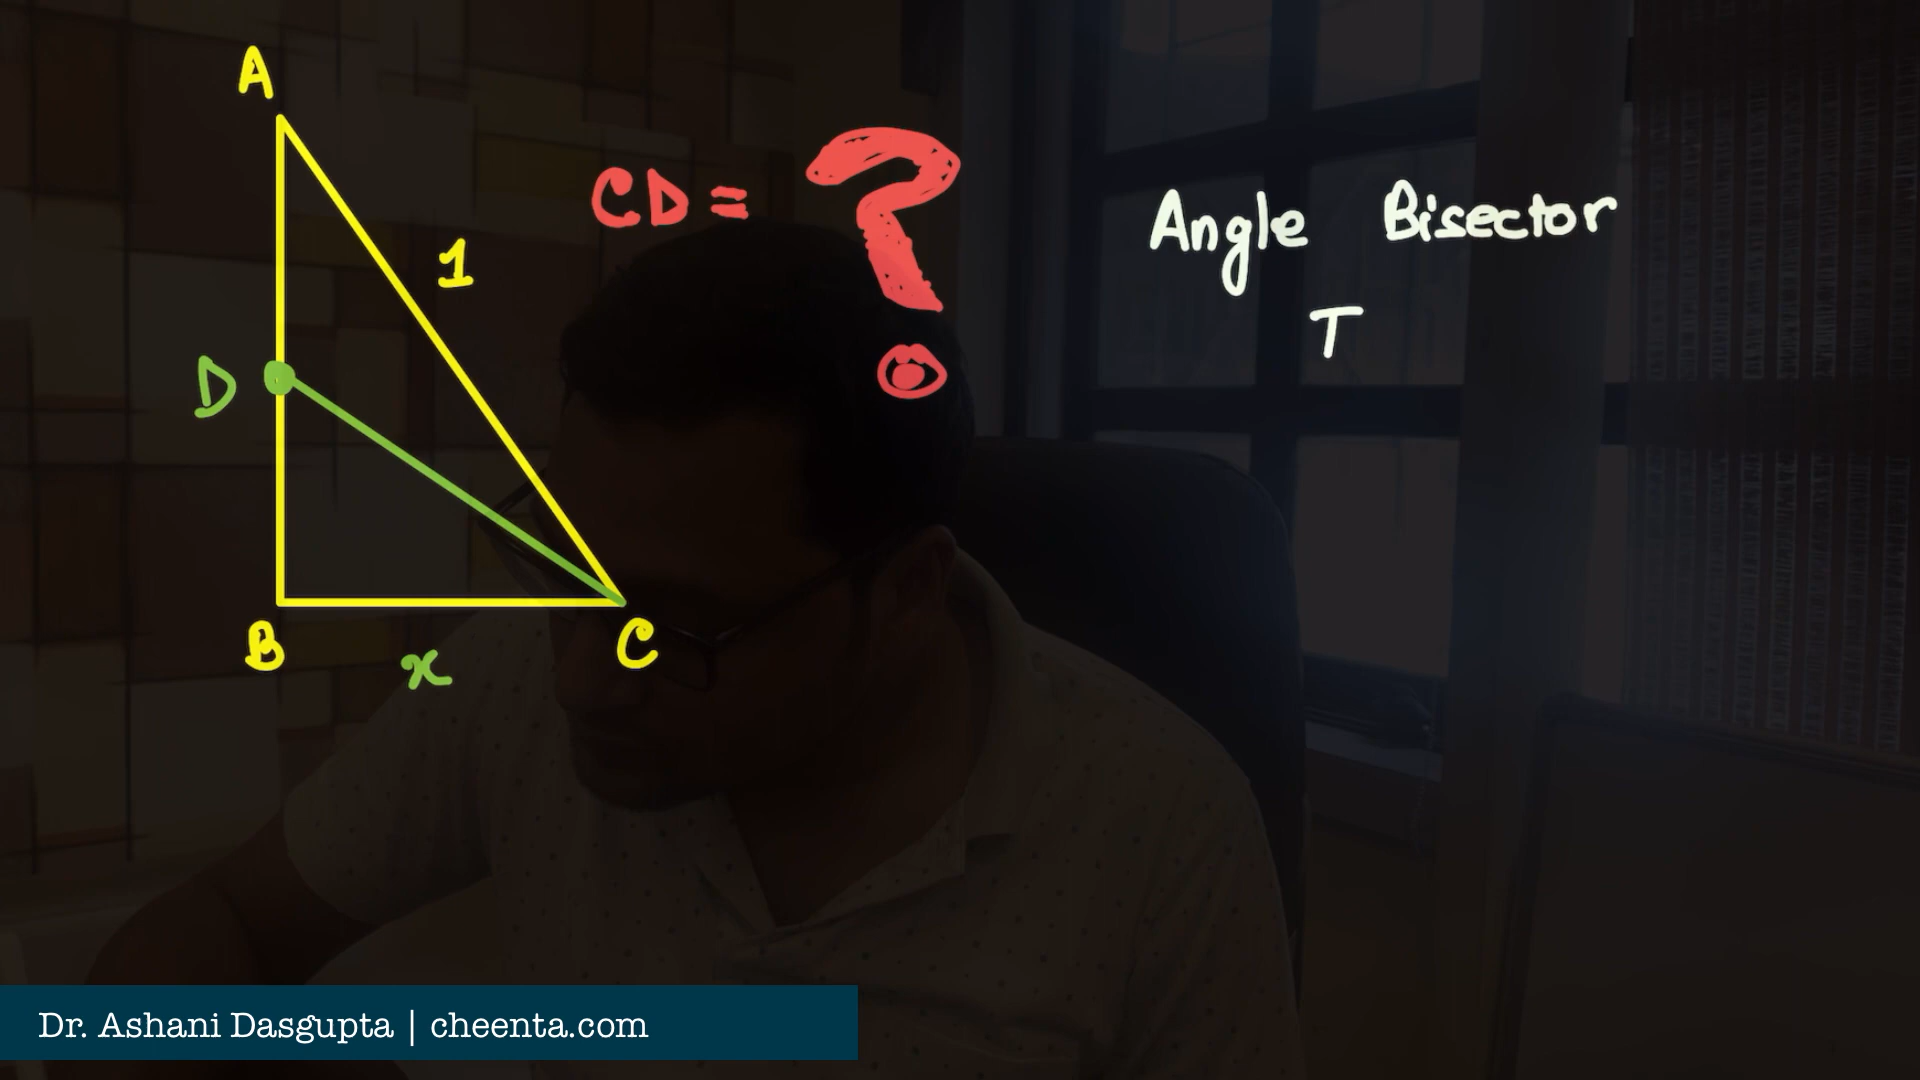 A
1
CD = ?
Angle Bisector
T
D
B
x
C
Dr. Ashani Dasgupta | cheenta.com